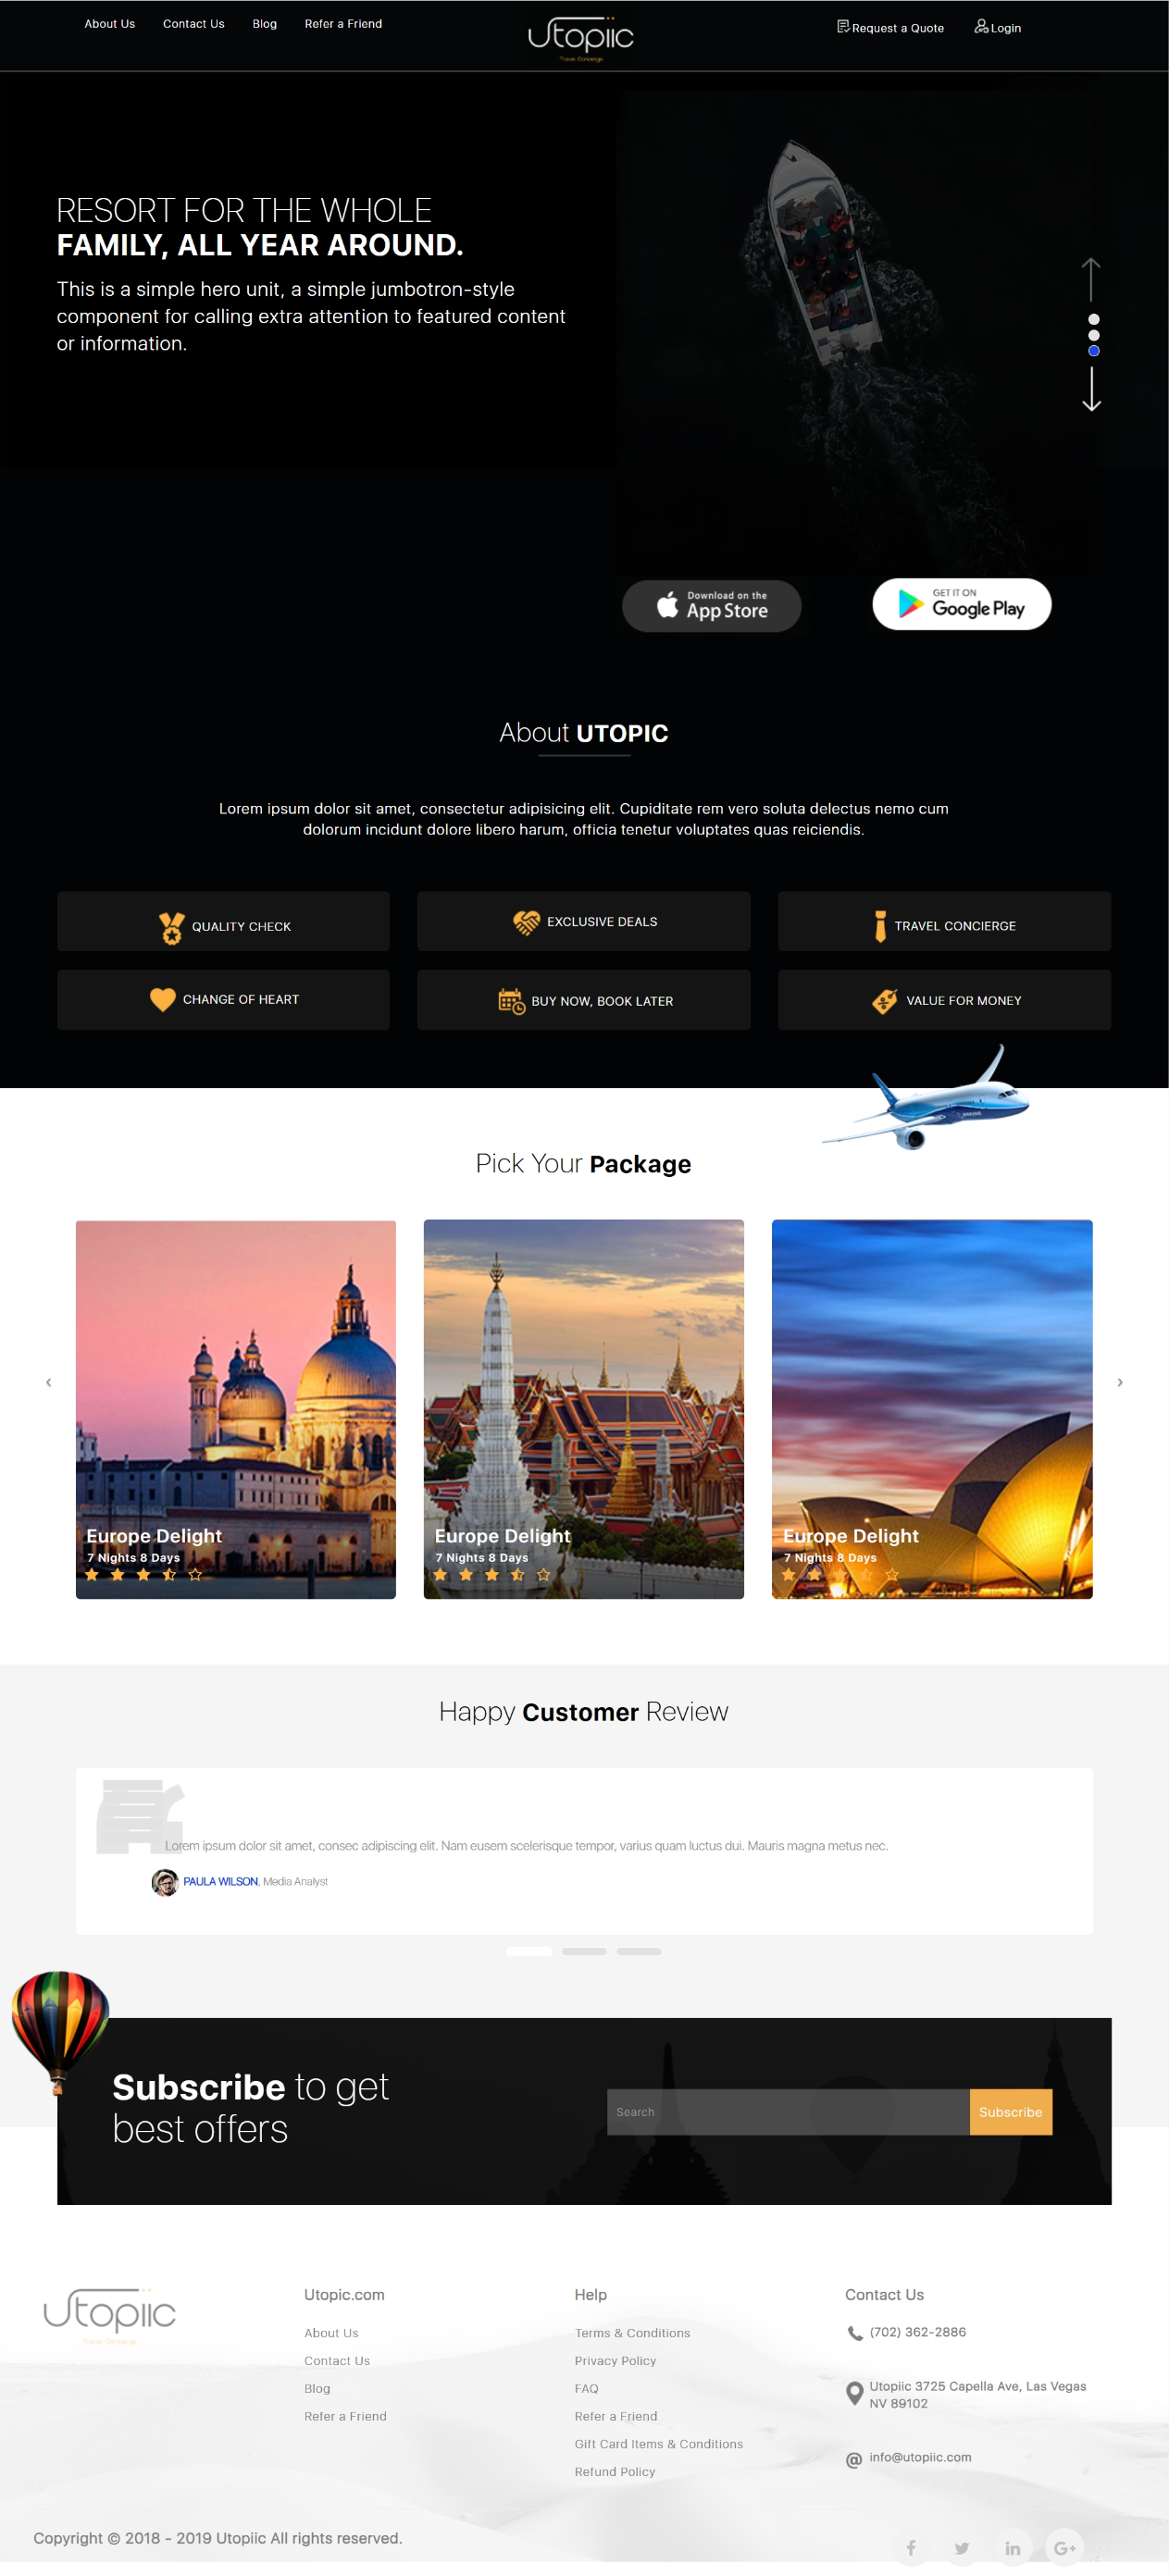 About Us
Contact Us
Blog
Refer a Friend
Utopiic
Travel Concierge
Request a Quote
Login
RESORT FOR THE WHOLE
FAMILY, ALL YEAR AROUND.
This is a simple hero unit, a simple jumbotron-style
component for calling extra attention to featured content
or information.
Download on the
App Store
GET IT ON
Google Play
About UTOPIC
Lorem ipsum dolor sit amet, consectetur adipisicing elit. Cupiditate rem vero soluta delectus nemo cum
dolorum incidunt dolore libero harum, officia tenetur voluptates quas reiciendis.
QUALITY CHECK
EXCLUSIVE DEALS
TRAVEL CONCIERGE
CHANGE OF HEART
BUY NOW, BOOK LATER
VALUE FOR MONEY
Pick Your Package
Europe Delight
7 Nights 8 Days
Europe Delight
7 Nights 8 Days
Europe Delight
7 Nights 8 Days
Happy Customer Review
Lorem ipsum dolor sit amet, consec adipiscing elit. Nam eusem scelerisque tempor, varius quam luctus dui. Mauris magna metus nec.
PAULA WILSON, Media Analyst
Subscribe to get
best offers
Search
Subscribe
Utopiic
Travel Concierge
Utopic.com
About Us
Contact Us
Blog
Refer a Friend
Help
Terms & Conditions
Privacy Policy
FAQ
Refer a Friend
Gift Card Items & Conditions
Refund Policy
Contact Us
(702) 362-2886
Utopiic 3725 Capella Ave, Las Vegas
NV 89102
info@utopiic.com
Copyright © 2018 - 2019 Utopiic All rights reserved.